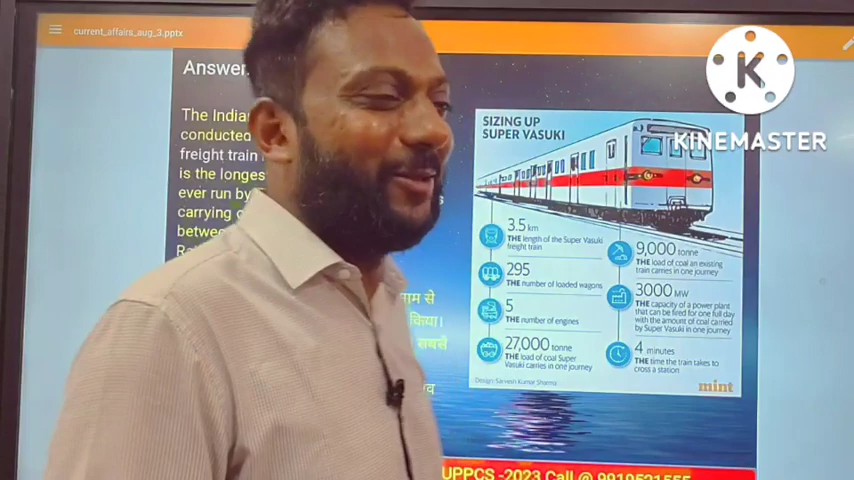 current_affairs_aug_3.pptx
Answer
The India
conducted
freight train
is the longes
ever run by
carrying
betwe
SIZING UP
SUPER VASUKI
3.5 km
THE length of the Super Vasuki
freight train
295
THE number of loaded wagons
5
THE number of engines
27,000 tonne
THE load of coal Super
Vasuki carries in one journey
9,000 tonne
THE load of coal an existing
train carries in one journey
3000 MW
THE capacity of a power plant
that can be fired for one full day
with the amount of coal carried
by Super Vasuki in one journey
4 minutes
THE time the train takes to
cross a station
Design: Sarvesh Kumar Sharma
mint
से
किया।
सबसे
व
UPPCS -2023 Call @ 9919521555
K
KINEMASTER